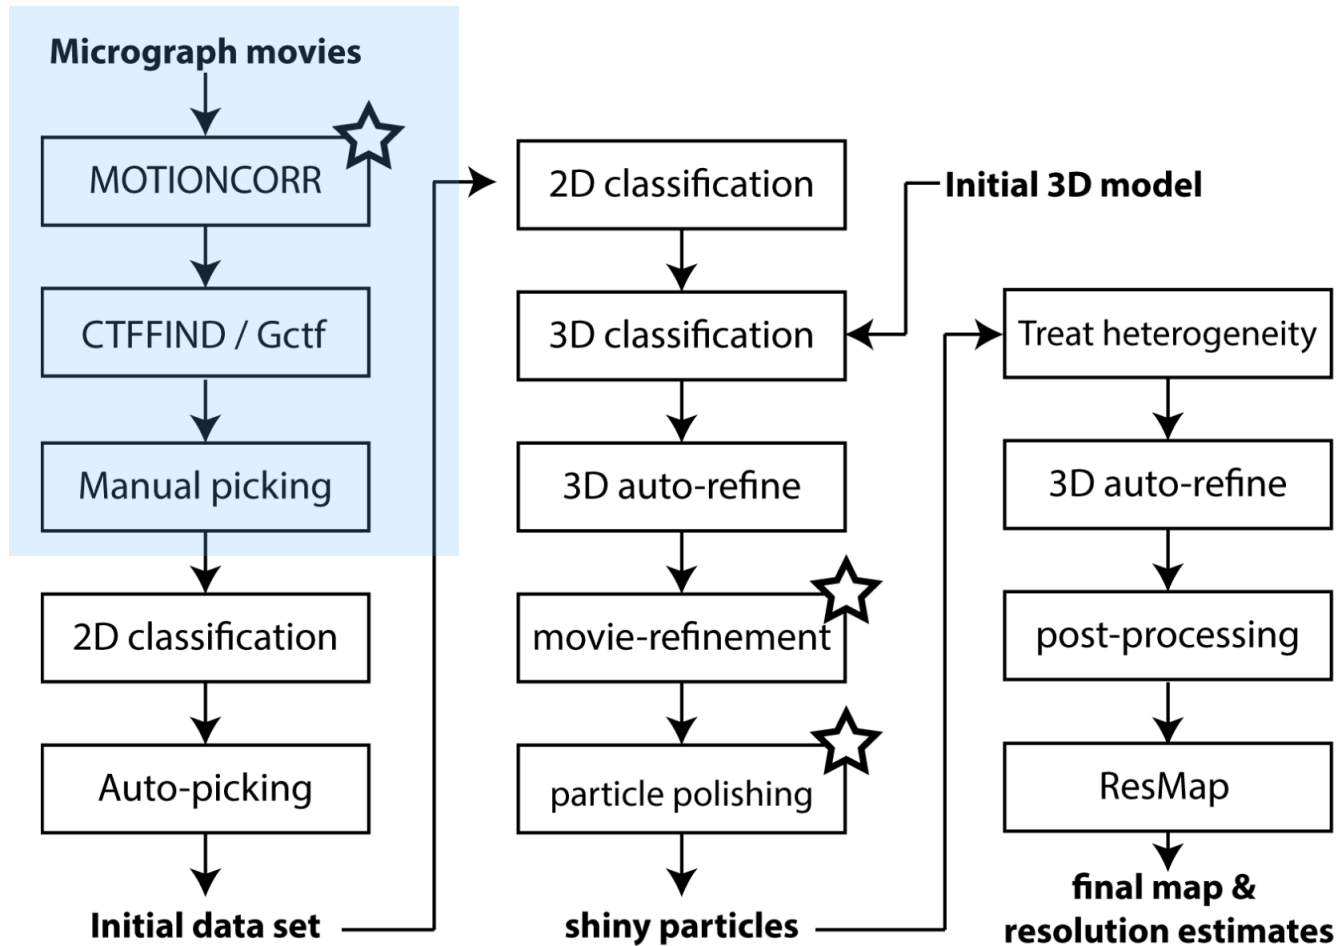 Micrograph movies
MOTIONCORR
CTFFIND / Gctf
Manual picking
2D classification
Auto-picking
Initial data set
2D classification
Initial 3D model
3D classification
3D auto-refine
movie-refinement
particle polishing
shiny particles
Treat heterogeneity
3D auto-refine
post-processing
ResMap
final map &
resolution estimates